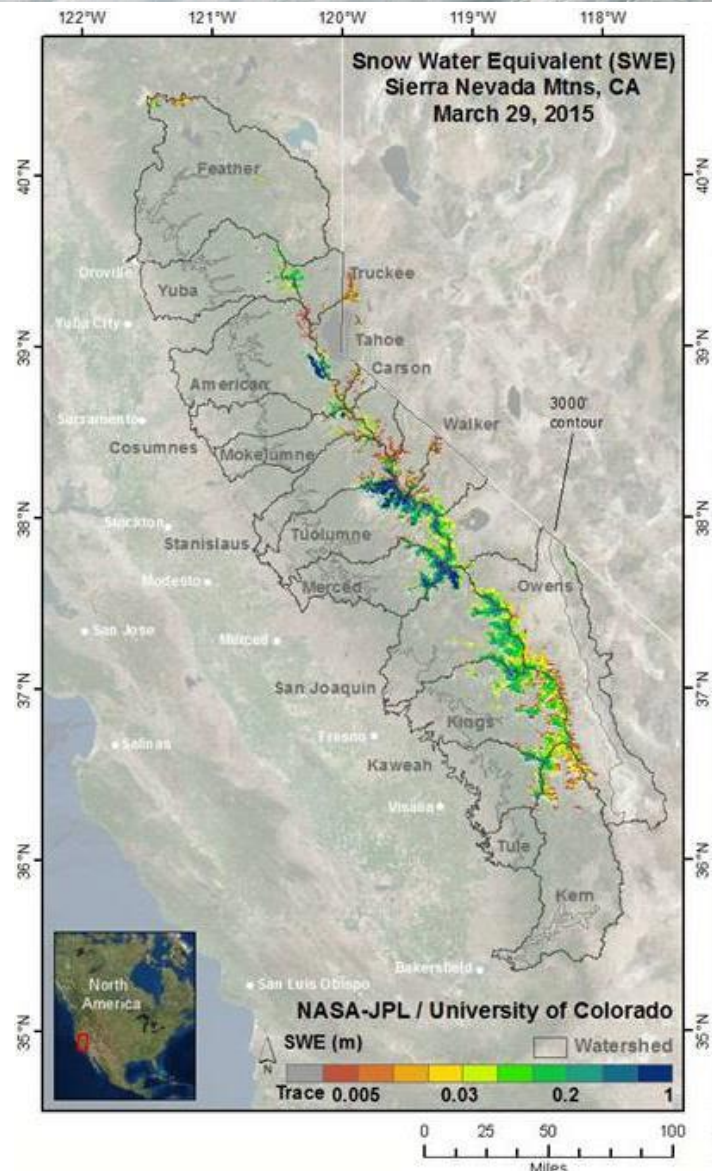 122°W 121°W 120°W 119°W 118°W
Snow Water Equivalent (SWE)
Sierra Nevada Mtns, CA
March 29, 2015
40°N 40°N
Feather
Oroville
Truckee
Yuba
Yuba City
39°N 39°N
Tahoe
Carson
American
3000'
contour
Sacramento
Walker
Cosumnes
Mokelumne
38°N 38°N
Stockton
Tuolumne
Stanislaus
Modesto
Merced
Owens
San Jose
Merced
37°N 37°N
San Joaquin
Kings
Fresno
Salinas
Kaweah
Visalia
36°N 36°N
Tule
Kern
North
America
Bakersfield
San Luis Obispo
NASA-JPL / University of Colorado
35°N 35°N
N
SWE (m) Watershed
Trace 0.005 0.03 0.2 1
0 25 50 100
Miles